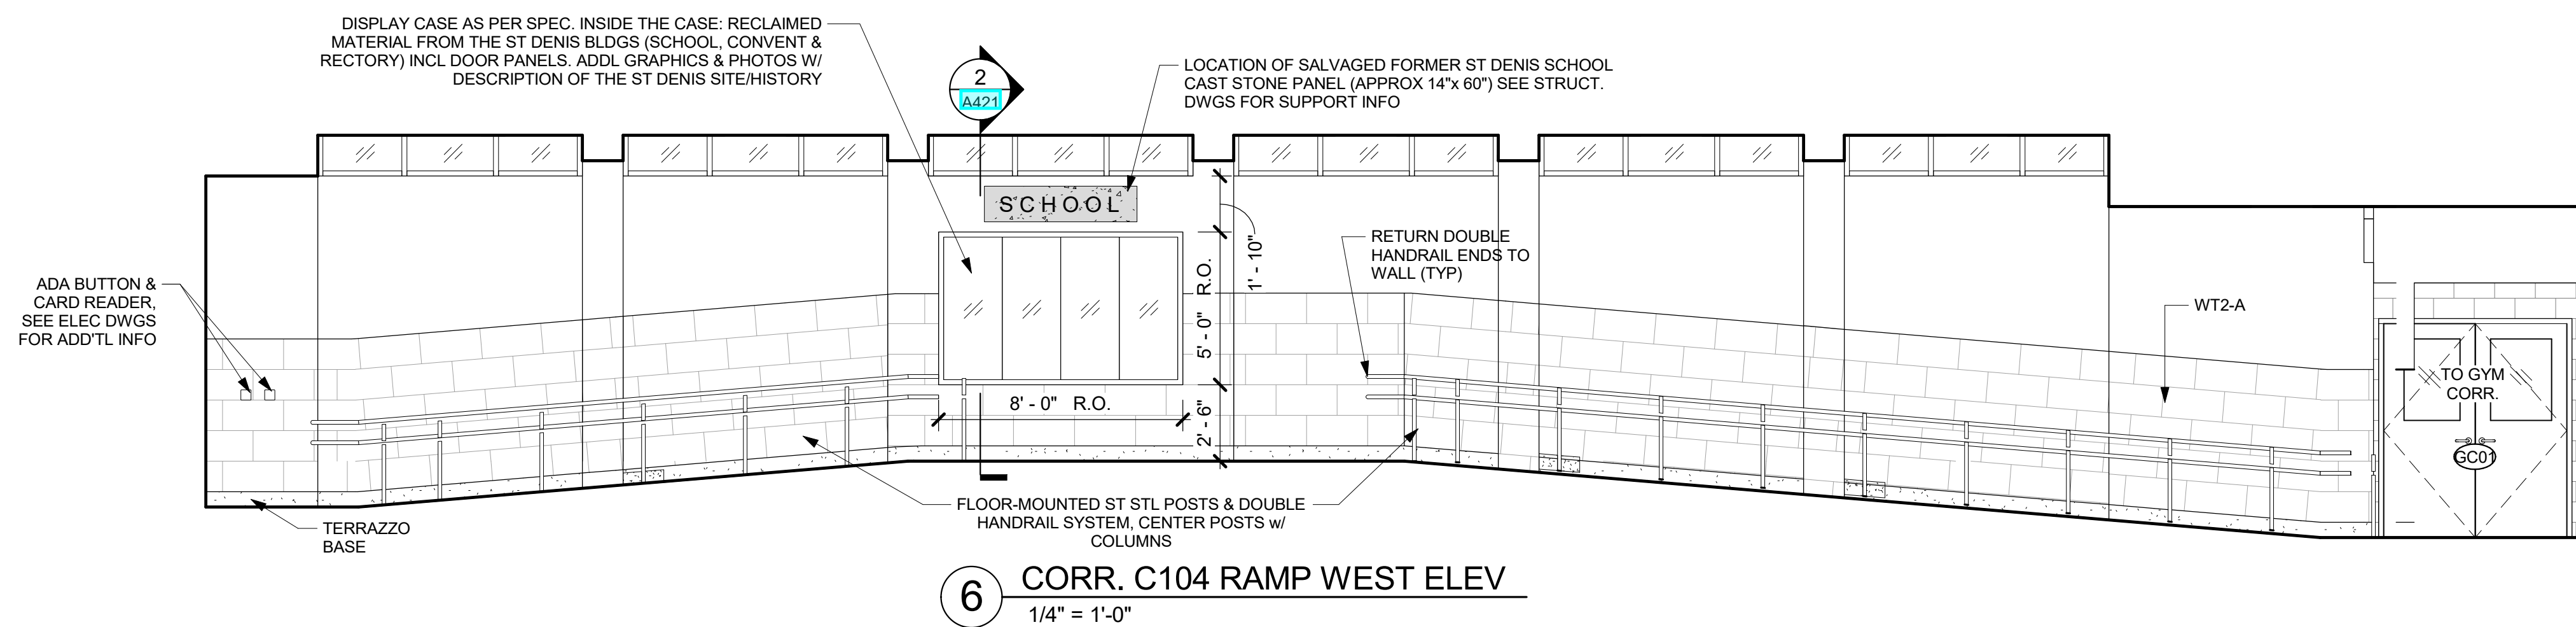 DISPLAY CASE AS PER SPEC. INSIDE THE CASE: RECLAIMED
MATERIAL FROM THE ST DENIS BLDGS (SCHOOL, CONVENT &
RECTORY) INCL DOOR PANELS. ADDL GRAPHICS & PHOTOS W/
DESCRIPTION OF THE ST DENIS SITE/HISTORY
2
A421
LOCATION OF SALVAGED FORMER ST DENIS SCHOOL
CAST STONE PANEL (APPROX 14"x 60") SEE STRUCT.
DWGS FOR SUPPORT INFO
SCHOOL
1' - 10"
5' - 0" R.O.
2' - 6"
8' - 0" R.O.
RETURN DOUBLE
HANDRAIL ENDS TO
WALL (TYP)
ADA BUTTON &
CARD READER,
SEE ELEC DWGS
FOR ADD'TL INFO
WT2-A
TO GYM
CORR.
GC01
FLOOR-MOUNTED ST STL POSTS & DOUBLE
HANDRAIL SYSTEM, CENTER POSTS w/
COLUMNS
TERRAZZO
BASE
6
CORR. C104 RAMP WEST ELEV
1/4" = 1'-0"